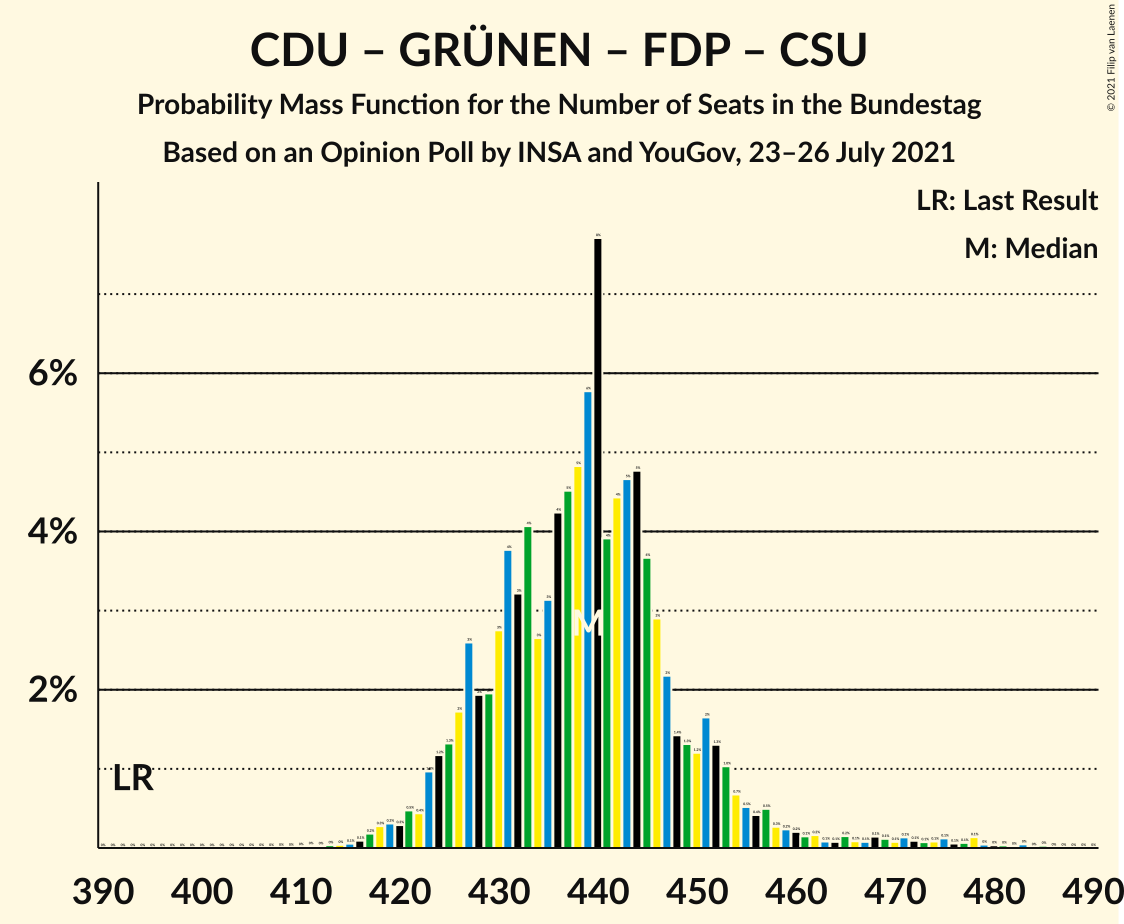 CDU – GRÜNEN – FDP – CSU
Probability Mass Function for the Number of Seats in the Bundestag
Based on an Opinion Poll by INSA and YouGov, 23–26 July 2021
© 2021 Filip van Laenen
LR: Last Result
M: Median
6%
4%
2%
LR
M
390 400 410 420 430 440 450 460 470 480 490